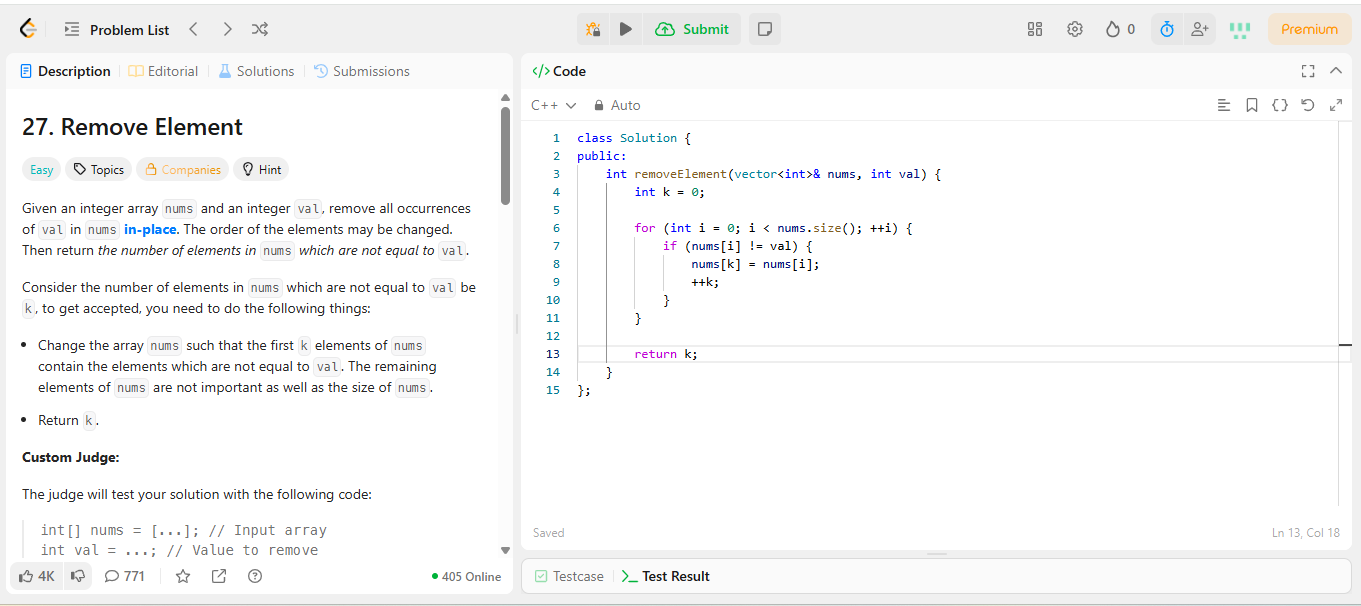 Problem List
Submit
0
Premium
Description
Editorial
Solutions
Submissions
27. Remove Element
Easy
Topics
Companies
Hint
Given an integer array nums and an integer val, remove all occurrences
of val in nums in-place. The order of the elements may be changed.
Then return the number of elements in nums which are not equal to val.
Consider the number of elements in nums which are not equal to val be
k, to get accepted, you need to do the following things:
• Change the array nums such that the first k elements of nums
contain the elements which are not equal to val. The remaining
elements of nums are not important as well as the size of nums.
• Return k.
Custom Judge:
The judge will test your solution with the following code:
int[] nums = [...]; // Input array
int val = ...; // Value to remove
4K
771
405 Online
</> Code
C++
Auto
1 class Solution {
2 public:
3     int removeElement(vector<int>& nums, int val) {
4         int k = 0;
5
6         for (int i = 0; i < nums.size(); ++i) {
7             if (nums[i] != val) {
8                 nums[k] = nums[i];
9                 ++k;
10             }
11         }
12
13         return k;
14     }
15 };
Saved
Ln 13, Col 18
Testcase
Test Result